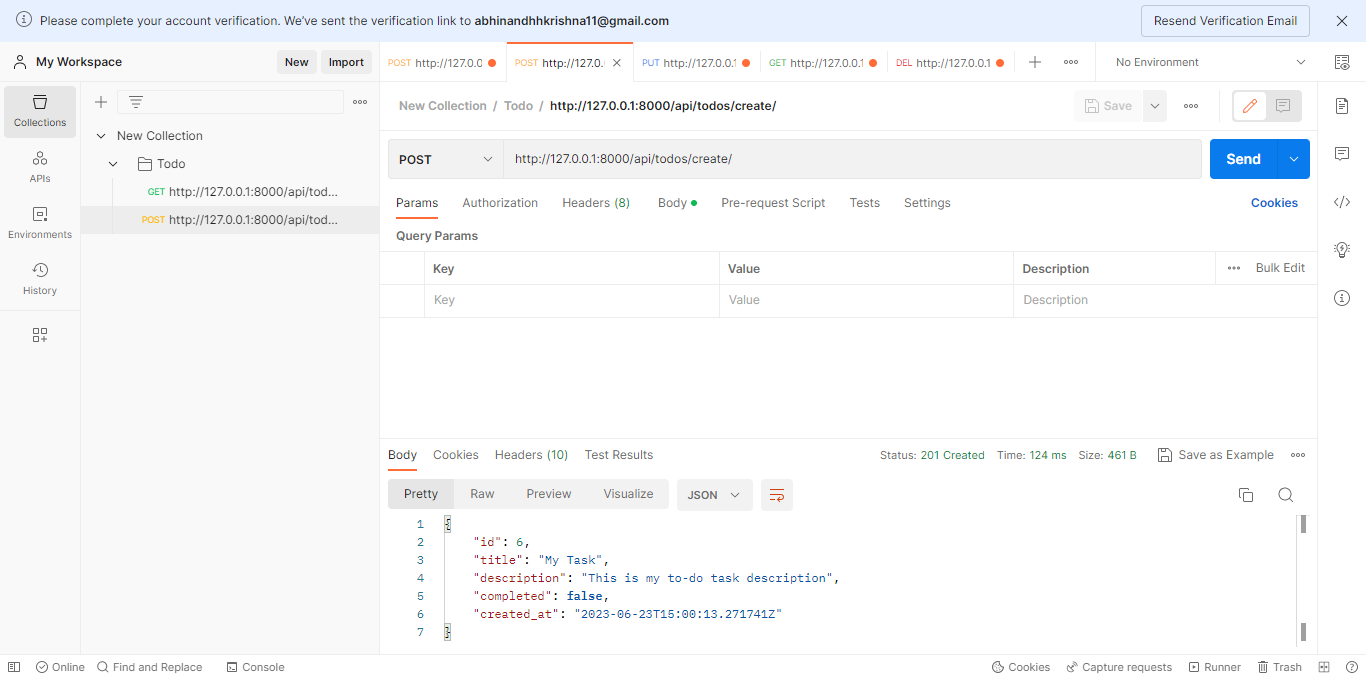 Please complete your account verification. We've sent the verification link to abhinandhhkrishna11@gmail.com
Resend Verification Email
My Workspace
New
Import
POST http://127.0.0
POST http://127.0.
PUT http://127.0.0.1
GET http://127.0.0.1
DEL http://127.0.0.1
No Environment
Collections
APIs
Environments
History
New Collection
Todo
GET http://127.0.0.1:8000/api/tod...
POST http://127.0.0.1:8000/api/tod...
New Collection / Todo / http://127.0.0.1:8000/api/todos/create/
Save
POST
http://127.0.0.1:8000/api/todos/create/
Send
Params
Authorization
Headers (8)
Body
Pre-request Script
Tests
Settings
Cookies
Query Params
Key
Value
Description
Bulk Edit
Key
Value
Description
Body
Cookies
Headers (10)
Test Results
Status: 201 Created
Time: 124 ms
Size: 461 B
Save as Example
Pretty
Raw
Preview
Visualize
JSON
1 {
2 "id": 6,
3 "title": "My Task",
4 "description": "This is my to-do task description",
5 "completed": false,
6 "created_at": "2023-06-23T15:00:13.271741Z"
7 }
Online
Find and Replace
Console
Cookies
Capture requests
Runner
Trash